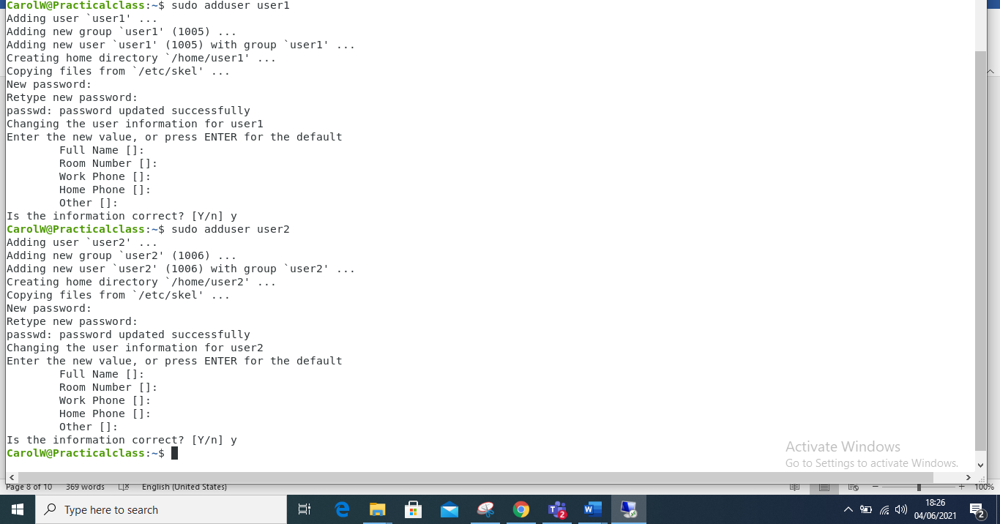 CarolW@Practicalclass:~$ sudo adduser user1
Adding user `user1' ...
Adding new group `user1' (1005) ...
Adding new user `user1' (1005) with group `user1' ...
Creating home directory `/home/user1' ...
Copying files from `/etc/skel' ...
New password:
Retype new password:
passwd: password updated successfully
Changing the user information for user1
Enter the new value, or press ENTER for the default
        Full Name []:
        Room Number []:
        Work Phone []:
        Home Phone []:
        Other []:
Is the information correct? [Y/n] y
CarolW@Practicalclass:~$ sudo adduser user2
Adding user `user2' ...
Adding new group `user2' (1006) ...
Adding new user `user2' (1006) with group `user2' ...
Creating home directory `/home/user2' ...
Copying files from `/etc/skel' ...
New password:
Retype new password:
passwd: password updated successfully
Changing the user information for user2
Enter the new value, or press ENTER for the default
        Full Name []:
        Room Number []:
        Work Phone []:
        Home Phone []:
        Other []:
Is the information correct? [Y/n] y
CarolW@Practicalclass:~$
Activate Windows
Go to Settings to activate Windows.
Page 8 of 10 369 words English (United States) 100%
Type here to search
18:26
04/06/2021
2
2